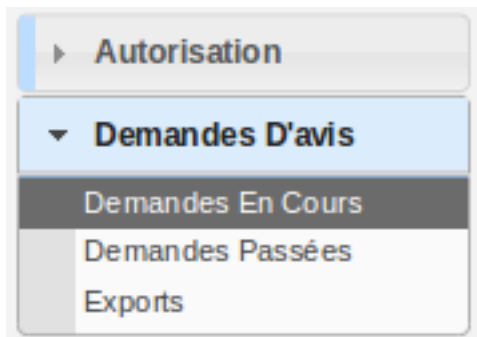 Autorisation
Demandes D'avis
Demandes En Cours
Demandes Passées
Exports